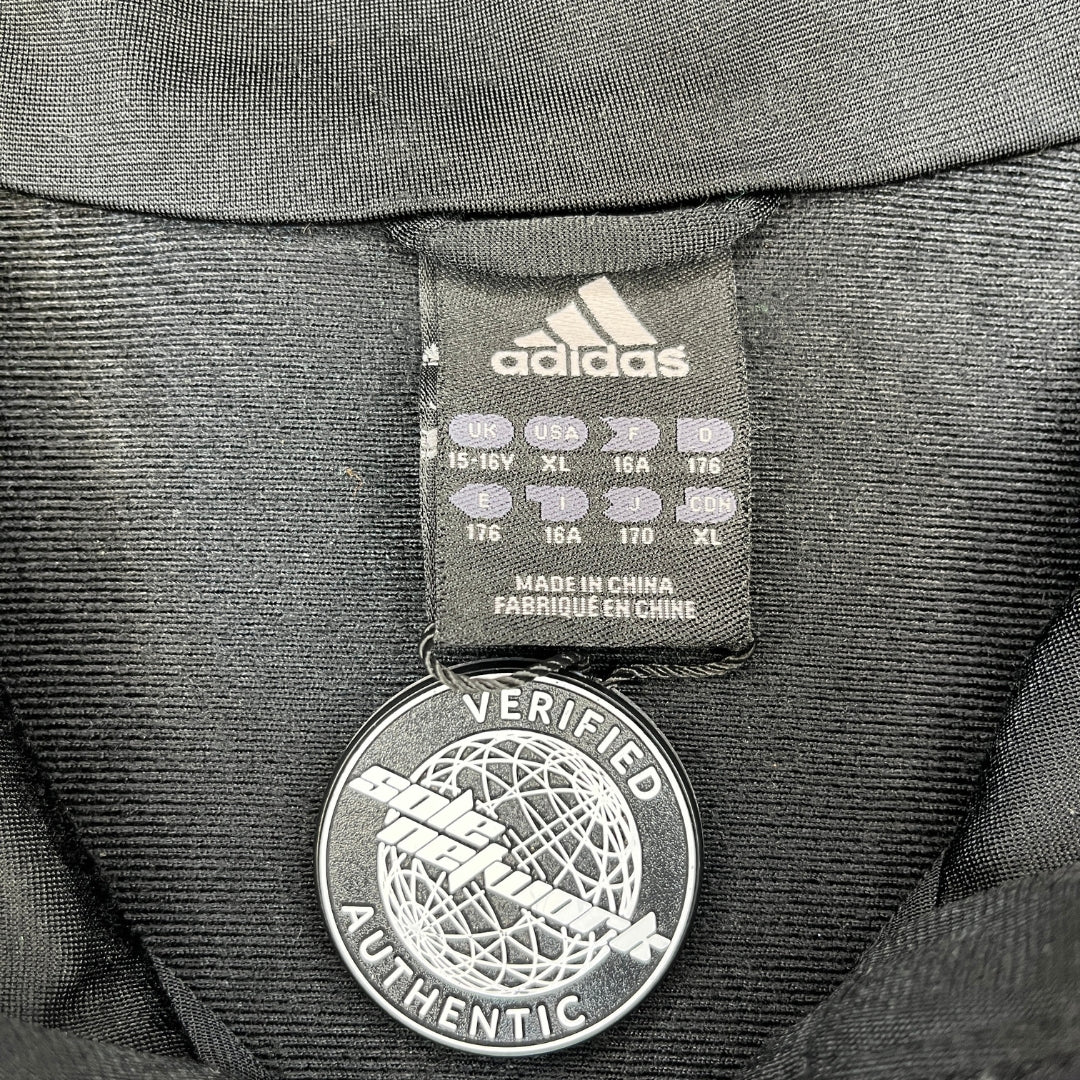 adidas
UK USA F D
15-16Y XL 16A 176
E I J CDN
176 16A 170 XL
MADE IN CHINA
FABRIQUÉ EN CHINE
VERIFIED
sole
network
AUTHENTIC